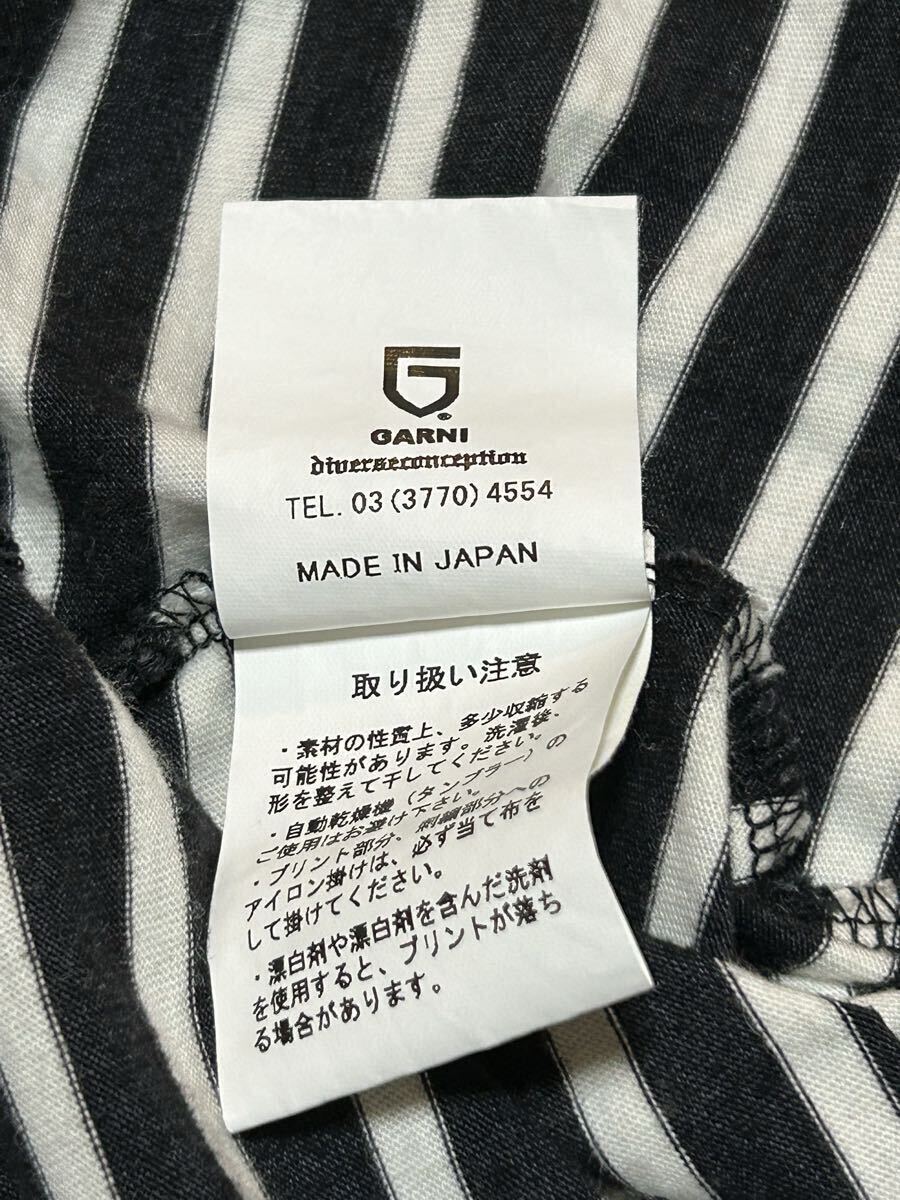 G
®
GARNI
diverseconception
TEL. 03 (3770) 4554
MADE IN JAPAN
取り扱い注意
・素材の性質上、多少収縮する
可能性があります。洗濯後、
形を整えて干してください。
・自動乾燥機（タンブラー）の
ご使用はお避け下さい。
・プリント部分、刺繍部分への
アイロン掛けは、必ず当て布を
して掛けてください。
・漂白剤や漂白剤を含んだ洗剤
を使用すると、プリントが落ち
る場合があります。